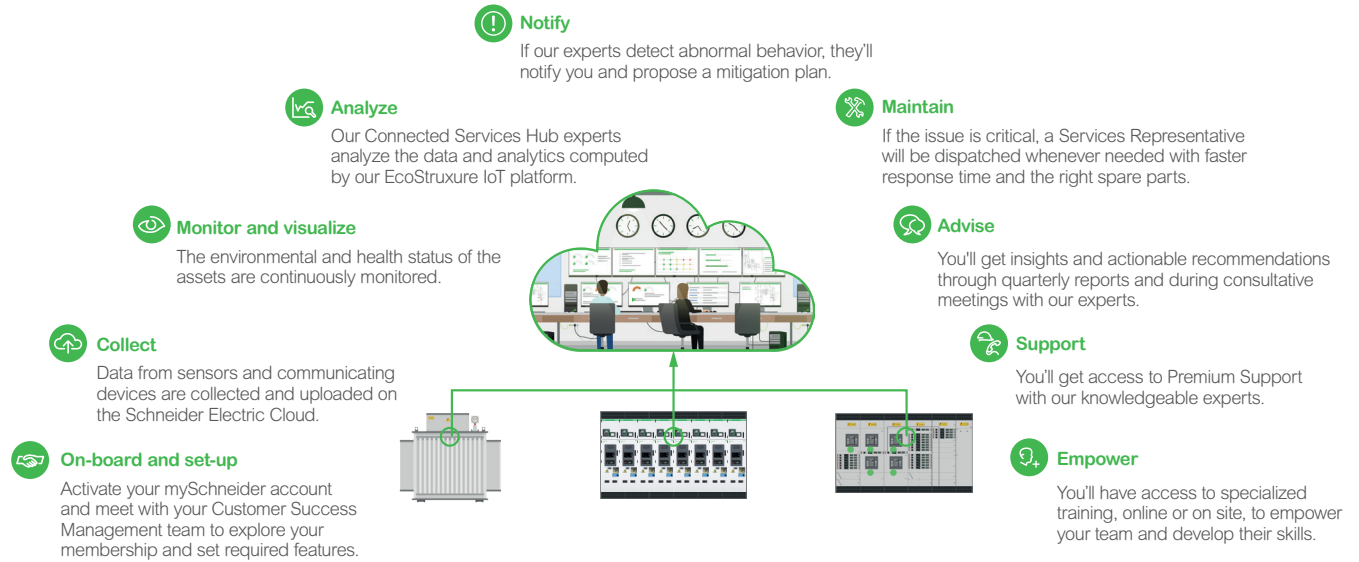 Notify
If our experts detect abnormal behavior, they'll
notify you and propose a mitigation plan.
Analyze
Our Connected Services Hub experts
analyze the data and analytics computed
by our EcoStruxure IoT platform.
Maintain
If the issue is critical, a Services Representative
will be dispatched whenever needed with faster
response time and the right spare parts.
Monitor and visualize
The environmental and health status of the
assets are continuously monitored.
Advise
You'll get insights and actionable recommendations
through quarterly reports and during consultative
meetings with our experts.
Collect
Data from sensors and communicating
devices are collected and uploaded on
the Schneider Electric Cloud.
Support
You'll get access to Premium Support
with our knowledgeable experts.
On-board and set-up
Activate your mySchneider account
and meet with your Customer Success
Management team to explore your
membership and set required features.
Empower
You'll have access to specialized
training, online or on site, to empower
your team and develop their skills.